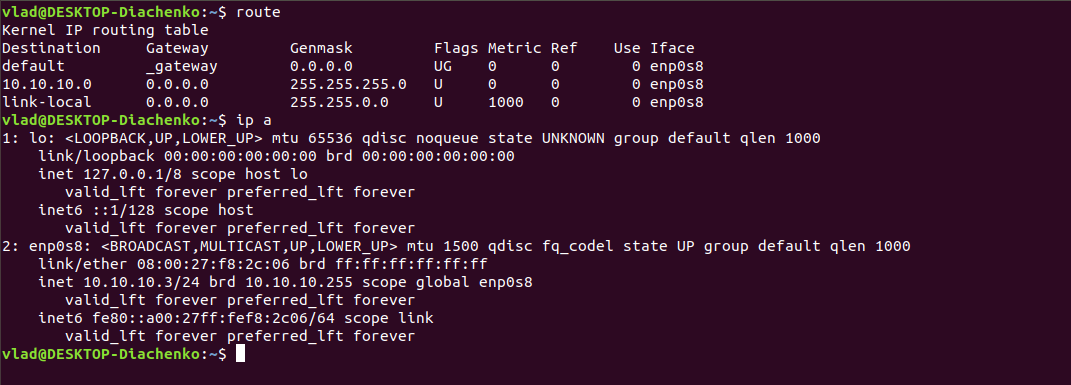 vlad@DESKTOP-Diachenko:~$ route
Kernel IP routing table
Destination     Gateway         Genmask         Flags Metric Ref    Use Iface
default         _gateway        0.0.0.0         UG    0      0        0 enp0s8
10.10.10.0      0.0.0.0         255.255.255.0   U     0      0        0 enp0s8
link-local      0.0.0.0         255.255.0.0     U     1000   0        0 enp0s8
vlad@DESKTOP-Diachenko:~$ ip a
1: lo: <LOOPBACK,UP,LOWER_UP> mtu 65536 qdisc noqueue state UNKNOWN group default qlen 1000
    link/loopback 00:00:00:00:00:00 brd 00:00:00:00:00:00
    inet 127.0.0.1/8 scope host lo
       valid_lft forever preferred_lft forever
    inet6 ::1/128 scope host
       valid_lft forever preferred_lft forever
2: enp0s8: <BROADCAST,MULTICAST,UP,LOWER_UP> mtu 1500 qdisc fq_codel state UP group default qlen 1000
    link/ether 08:00:27:f8:2c:06 brd ff:ff:ff:ff:ff:ff
    inet 10.10.10.3/24 brd 10.10.10.255 scope global enp0s8
       valid_lft forever preferred_lft forever
    inet6 fe80::a00:27ff:fef8:2c06/64 scope link
       valid_lft forever preferred_lft forever
vlad@DESKTOP-Diachenko:~$